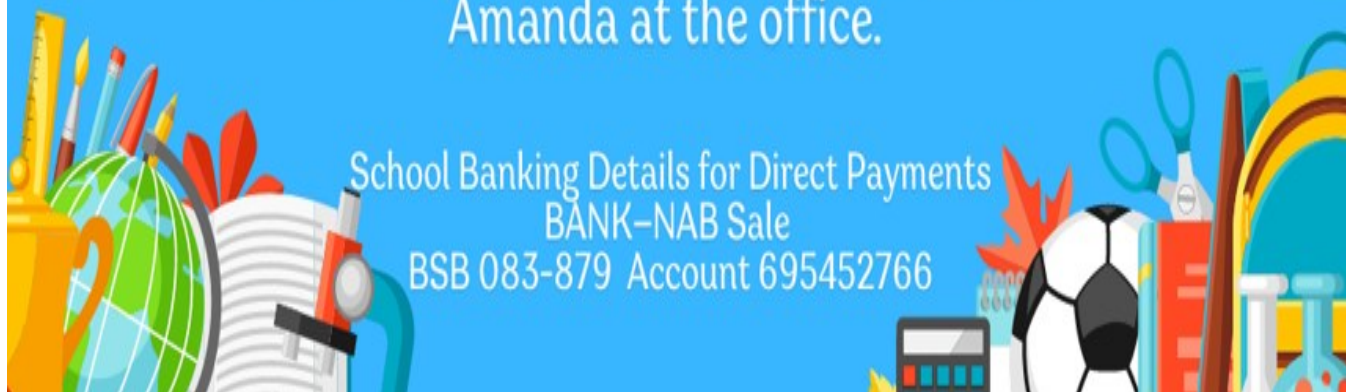 Amanda at the office.
School Banking Details for Direct Payments
BANK–NAB Sale
BSB 083-879 Account 695452766